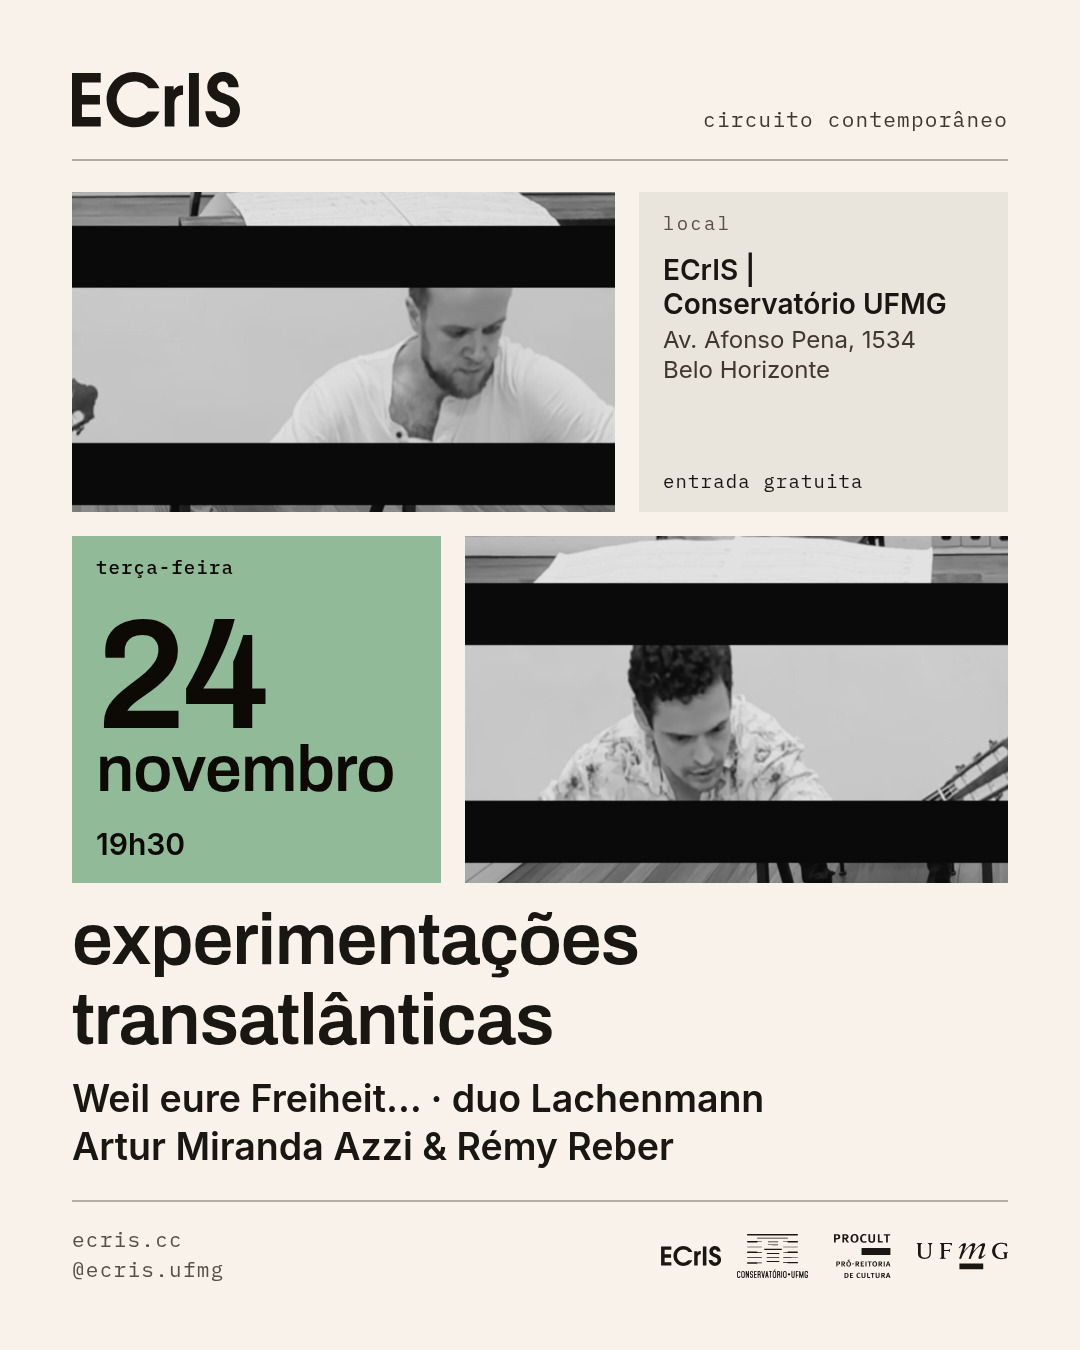 ECrIS
circuito contemporâneo
local
ECrIS |
Conservatório UFMG
Av. Afonso Pena, 1534
Belo Horizonte
entrada gratuita
terça-feira
24
novembro
19h30
experimentações
transatlânticas
Weil eure Freiheit... · duo Lachenmann
Artur Miranda Azzi & Rémy Reber
ecris.cc
@ecris.ufmg
ECrIS
CONSERVATÓRIO•UFMG
PROCULT
PRÓ-REITORIA
DE CULTURA
UFmG